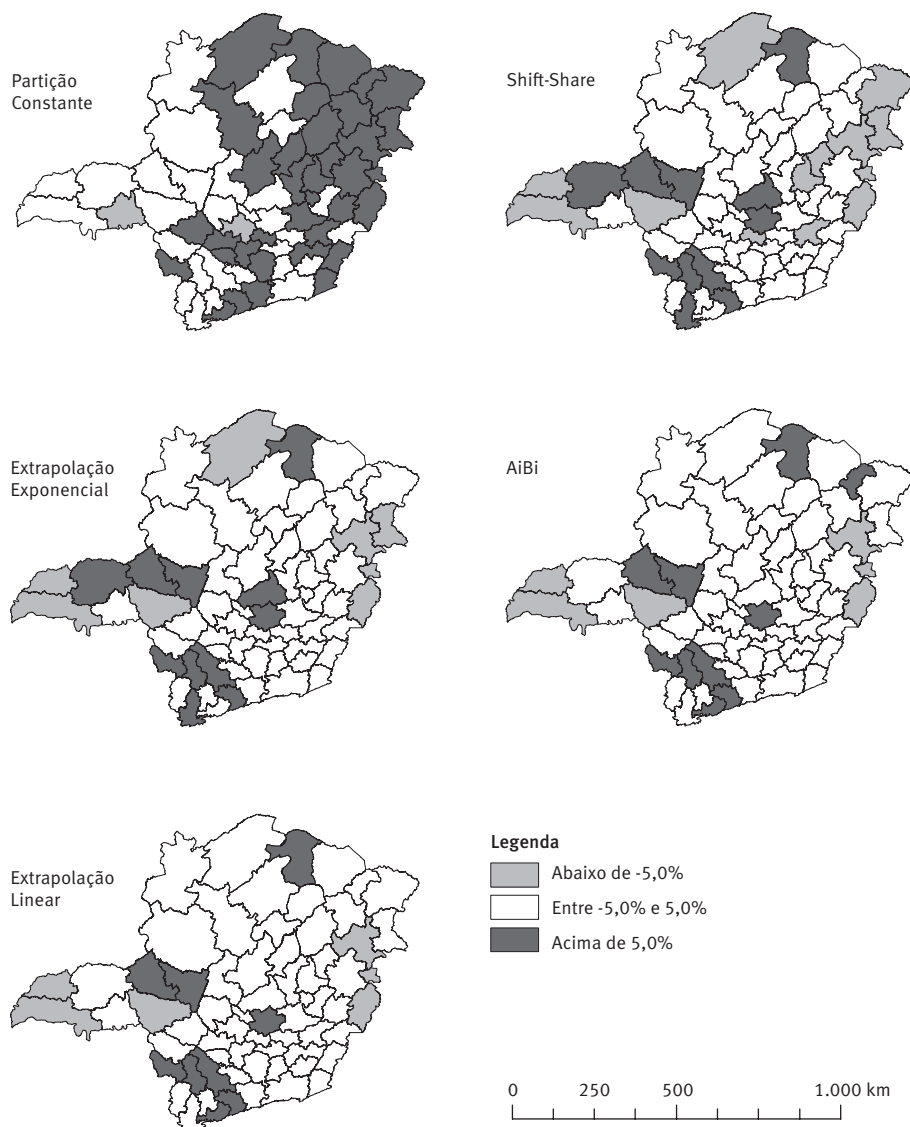 Partição
Constante
Shift-Share
Extrapolação
Exponencial
AiBi
Extrapolação
Linear
Legenda
Abaixo de -5,0%
Entre -5,0% e 5,0%
Acima de 5,0%
0 250 500 1.000 km